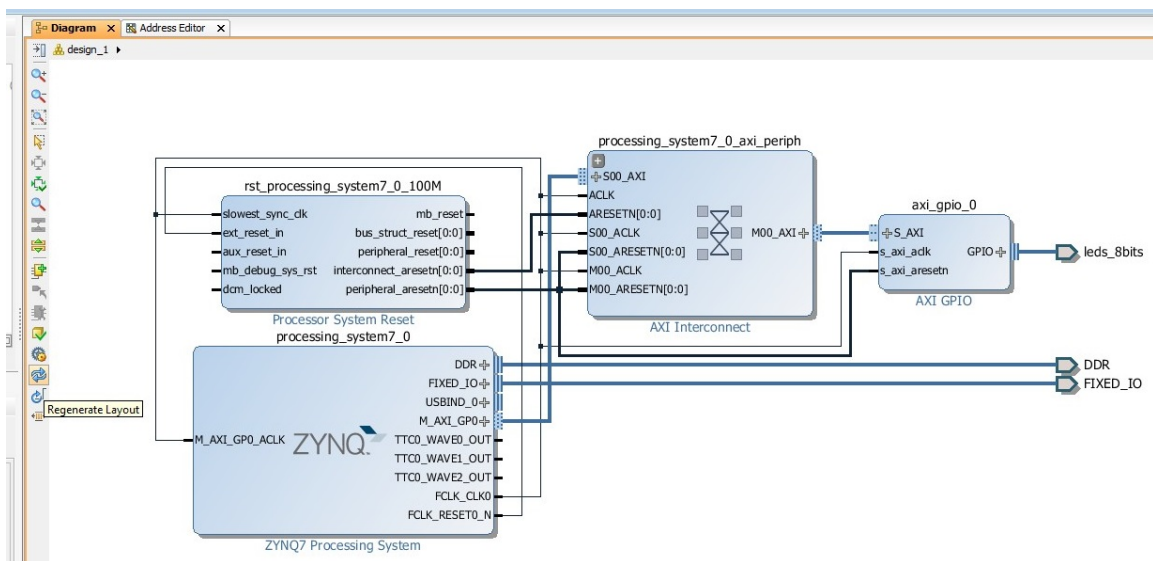 Diagram
Address Editor
design_1
processing_system7_0_axi_periph
S00_AXI
ACLK
ARESETN[0:0]
S00_ACLK
S00_ARESETN[0:0]
M00_ACLK
M00_ARESETN[0:0]
M00_AXI
AXI Interconnect
rst_processing_system7_0_100M
slowest_sync_clk
ext_reset_in
aux_reset_in
mb_debug_sys_rst
dcm_locked
mb_reset
bus_struct_reset[0:0]
peripheral_reset[0:0]
interconnect_aresetn[0:0]
peripheral_aresetn[0:0]
Processor System Reset
axi_gpio_0
S_AXI
s_axi_aclk
s_axi_aresetn
GPIO
AXI GPIO
leds_8bits
processing_system7_0
M_AXI_GP0_ACLK
ZYNQ
DDR
FIXED_IO
USBIND_0
M_AXI_GP0
TTC0_WAVE0_OUT
TTC0_WAVE1_OUT
TTC0_WAVE2_OUT
FCLK_CLK0
FCLK_RESET0_N
ZYNQ7 Processing System
DDR
FIXED_IO
Regenerate Layout